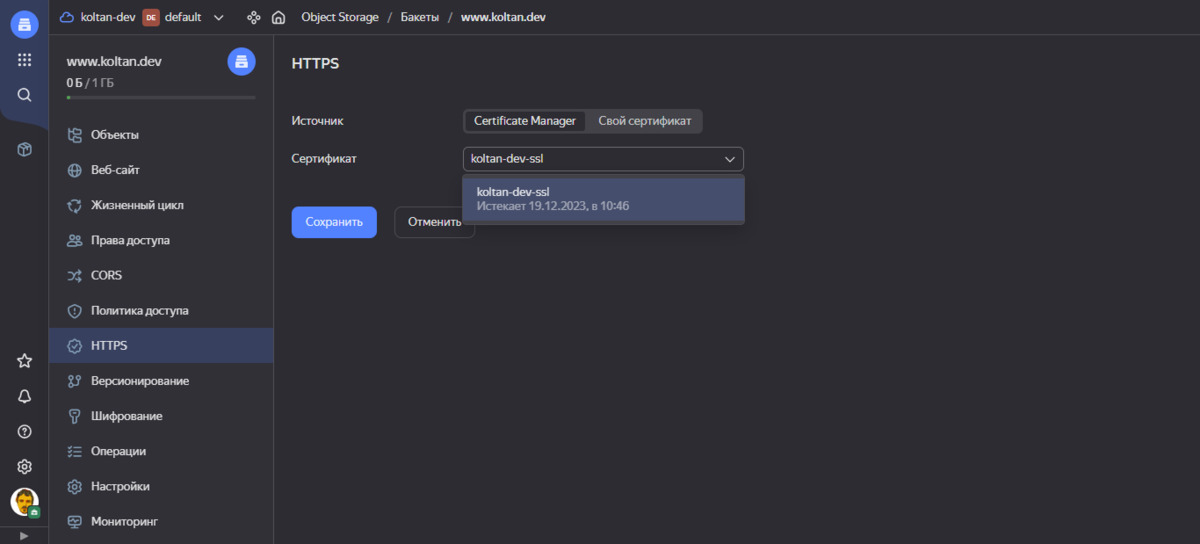 koltan-dev DE default Object Storage / Бакеты / www.koltan.dev
www.koltan.dev
0 Б / 1 ГБ
Объекты
Веб-сайт
Жизненный цикл
Права доступа
CORS
Политика доступа
HTTPS
Версионирование
Шифрование
Операции
Настройки
Мониторинг
HTTPS
Источник Certificate Manager Свой сертификат
Сертификат koltan-dev-ssl
koltan-dev-ssl
Истекает 19.12.2023, в 10:46
Сохранить Отменить